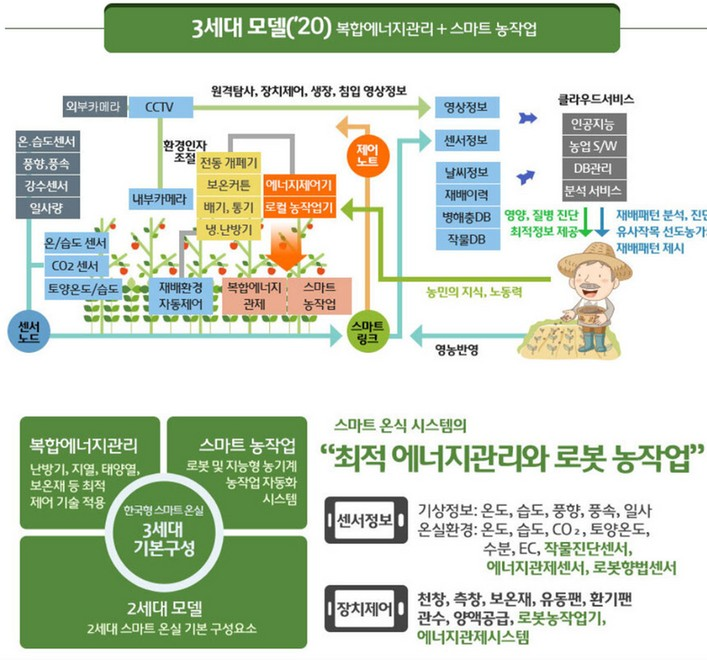 3세대 모델('20) 복합에너지관리 + 스마트 농작업
원격탐사, 장치제어, 생장, 침입 영상정보
외부카메라
CCTV
영상정보
클라우드서비스
인공지능
농업 S/W
DB관리
분석 서비스
온.습도센서
풍향,풍속
강수센서
일사량
환경인자
조절
전동 개폐기
보온커튼
배기, 통기
냉.난방기
에너지제어기
로컬 농작업기
제어
노트
센서정보
날씨정보
재배이력
병해충DB
작물DB
내부카메라
영양, 질병 진단
최적정보 제공
재배패턴 분석, 진단
유사작목 선도농가
재배패턴 제시
온/습도 센서
CO2 센서
토양온도/습도
재배환경
자동제어
복합에너지
관제
스마트
농작업
농민의 지식, 노동력
센서
노드
스마트
링크
영농반영
복합에너지관리
난방기, 지열, 태양열,
보온재 등 최적
제어 기술 적용
스마트 농작업
로봇 및 지능형 농기계
농작업 자동화
시스템
한국형 스마트 온실
3세대
기본구성
2세대 모델
2세대 스마트 온실 기본 구성요소
스마트 온식 시스템의
“최적 에너지관리와 로봇 농작업”
센서정보
기상정보: 온도, 습도, 풍향, 풍속, 일사
온실환경: 온도, 습도, CO₂, 토양온도,
수분, EC, 작물진단센서,
에너지관제센서, 로봇향법센서
장치제어
천창, 측창, 보온재, 유동팬, 환기팬
관수, 양액공급, 로봇농작업기,
에너지관제시스템